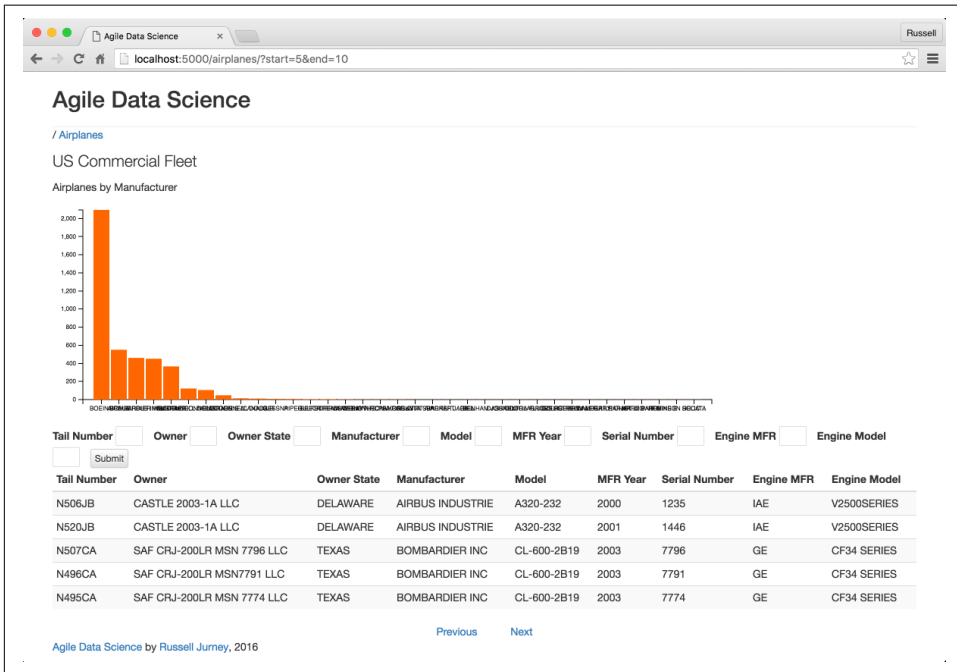 Agile Data Science ×
Russell
localhost:5000/airplanes/?start=5&end=10
Agile Data Science
/ Airplanes
US Commercial Fleet
Airplanes by Manufacturer
2,000
1,800
1,600
1,400
1,200
1,000
800
600
400
200
0
Tail Number Owner Owner State Manufacturer Model MFR Year Serial Number Engine MFR Engine Model
Submit
Tail Number Owner Owner State Manufacturer Model MFR Year Serial Number Engine MFR Engine Model
N506JB CASTLE 2003-1A LLC DELAWARE AIRBUS INDUSTRIE A320-232 2000 1235 IAE V2500SERIES
N520JB CASTLE 2003-1A LLC DELAWARE AIRBUS INDUSTRIE A320-232 2001 1446 IAE V2500SERIES
N507CA SAF CRJ-200LR MSN 7796 LLC TEXAS BOMBARDIER INC CL-600-2B19 2003 7796 GE CF34 SERIES
N496CA SAF CRJ-200LR MSN7791 LLC TEXAS BOMBARDIER INC CL-600-2B19 2003 7791 GE CF34 SERIES
N495CA SAF CRJ-200LR MSN 7774 LLC TEXAS BOMBARDIER INC CL-600-2B19 2003 7774 GE CF34 SERIES
Previous Next
Agile Data Science by Russell Jurney, 2016